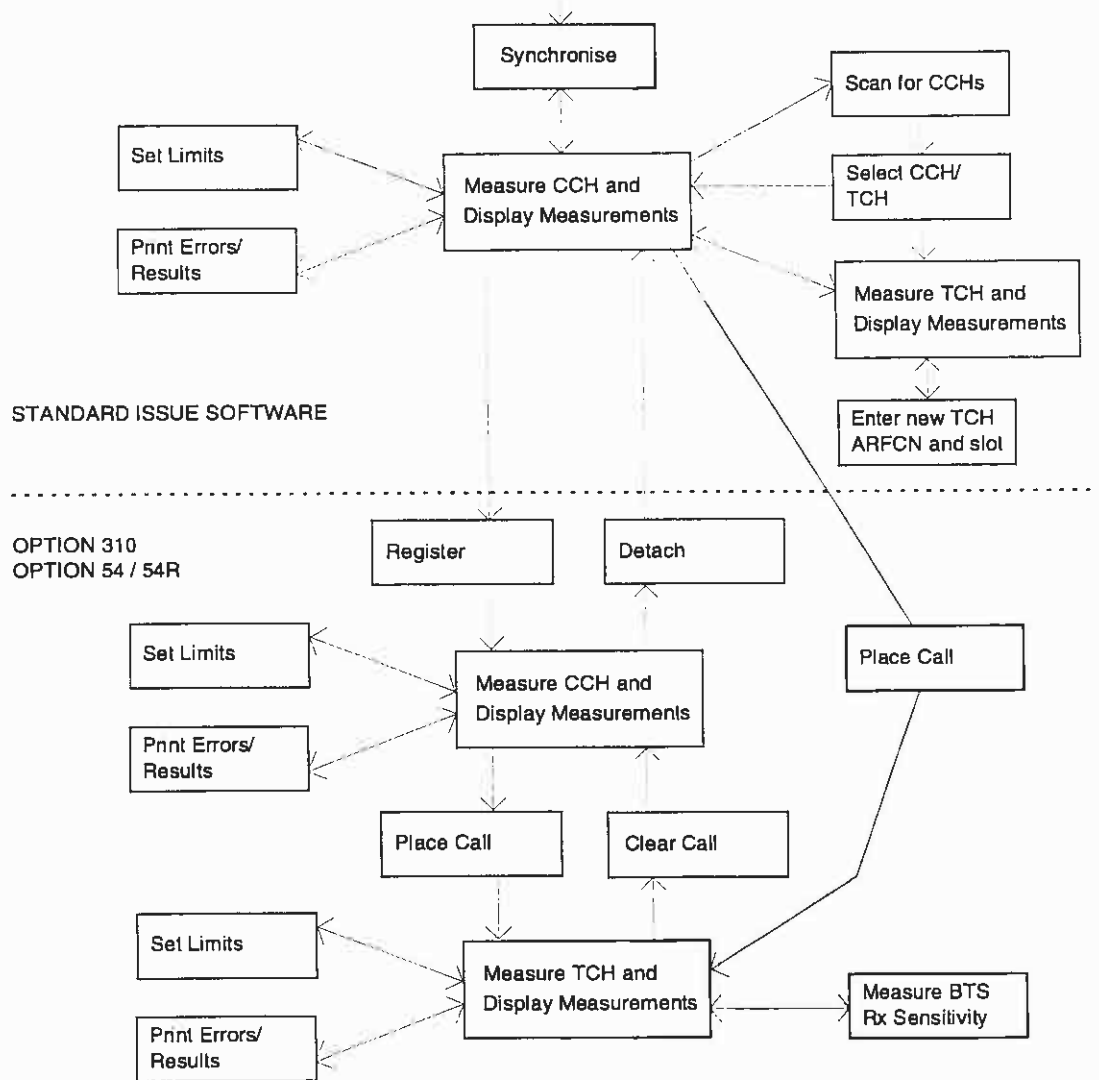 Synchronise
Scan for CCHs
Set Limits
Measure CCH and
Display Measurements
Select CCH/
TCH
Print Errors/
Results
Measure TCH and
Display Measurements
STANDARD ISSUE SOFTWARE
Enter new TCH
ARFCN and slot
OPTION 310
OPTION 54 / 54R
Register
Detach
Set Limits
Measure CCH and
Display Measurements
Place Call
Print Errors/
Results
Place Call
Clear Call
Set Limits
Measure TCH and
Display Measurements
Measure BTS
Rx Sensitivity
Print Errors/
Results